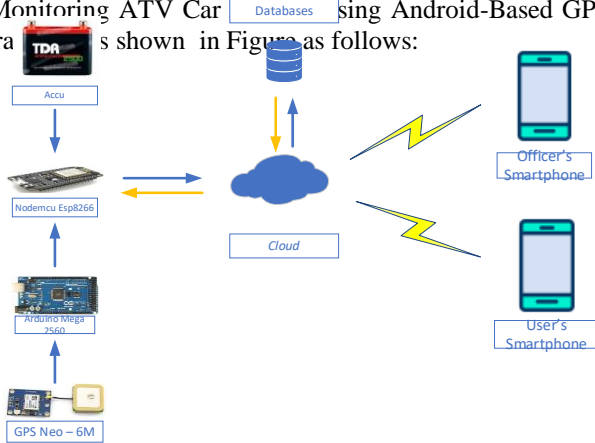 Monitoring ATV Car
sing Android-Based GP
s shown in Figure as follows:
Databases
TDA
Accu
Nodemcu Esp8266
Arduino Mega
2560
GPS Neo – 6M
Cloud
Officer's
Smartphone
User's
Smartphone